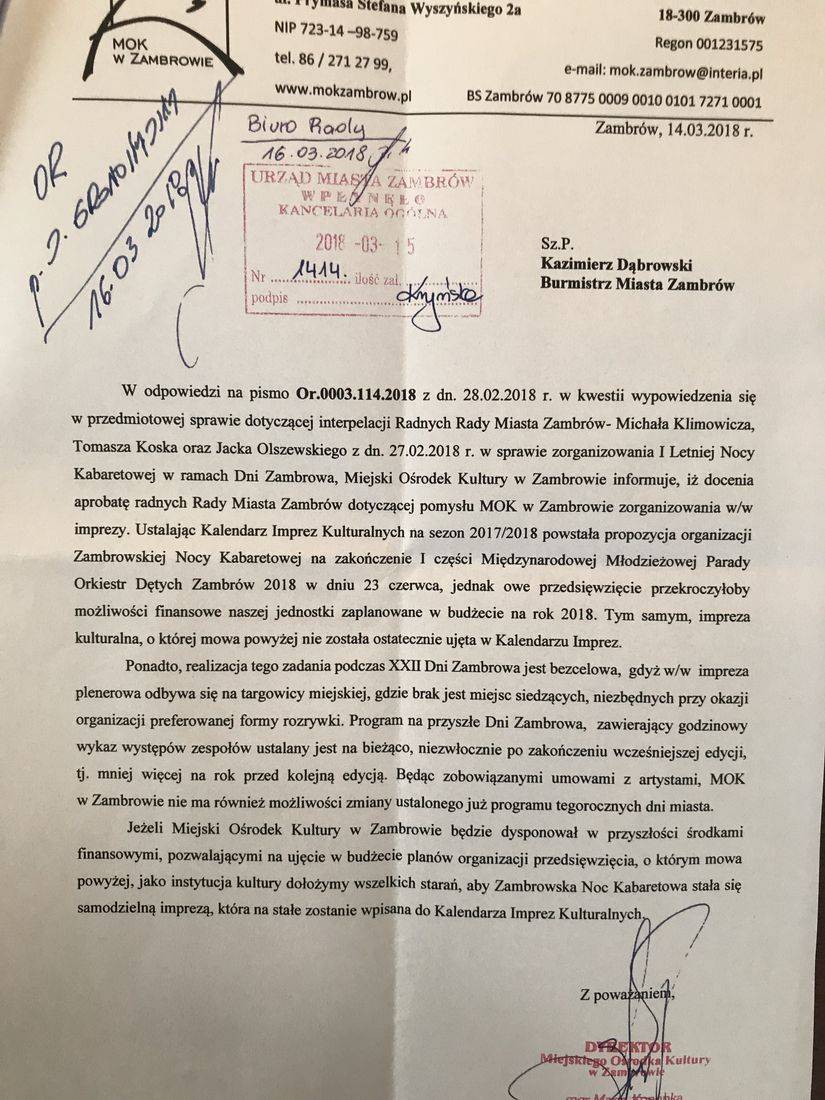 MOK
W ZAMBROWIE
ul. Prymasa Stefana Wyszyńskiego 2a
NIP 723-14 –98-759
tel. 86 / 271 27 99,
www.mokzambrow.pl
18-300 Zambrów
Regon 001231575
e-mail: mok.zambrow@interia.pl
BS Zambrów 70 8775 0009 0010 0101 7271 0001
Zambrów, 14.03.2018 r.
OR
16.03 2018
Biuro Rady
16.03.2018
URZĄD MIASTA ZAMBRÓW
WPŁYNĘŁO
KANCELARIA OGÓLNA
2018 -03- 15
Nr 1414. ilość zał.
podpis
Sz.P.
Kazimierz Dąbrowski
Burmistrz Miasta Zambrów
W odpowiedzi na pismo Or.0003.114.2018 z dn. 28.02.2018 r. w kwestii wypowiedzenia się
w przedmiotowej sprawie dotyczącej interpelacji Radnych Rady Miasta Zambrów- Michała Klimowicza,
Tomasza Koska oraz Jacka Olszewskiego z dn. 27.02.2018 r. w sprawie zorganizowania I Letniej Nocy
Kabaretowej w ramach Dni Zambrowa, Miejski Ośrodek Kultury w Zambrowie informuje, iż docenia
aprobatę radnych Rady Miasta Zambrów dotyczącej pomysłu MOK w Zambrowie zorganizowania w/w
imprezy. Ustalając Kalendarz Imprez Kulturalnych na sezon 2017/2018 powstała propozycja organizacji
Zambrowskiej Nocy Kabaretowej na zakończenie I części Międzynarodowej Młodzieżowej Parady
Orkiestr Dętych Zambrów 2018 w dniu 23 czerwca, jednak owe przedsięwzięcie przekroczyłoby
możliwości finansowe naszej jednostki zaplanowane w budżecie na rok 2018. Tym samym, impreza
kulturalna, o której mowa powyżej nie została ostatecznie ujęta w Kalendarzu Imprez.
Ponadto, realizacja tego zadania podczas XXII Dni Zambrowa jest bezcelowa, gdyż w/w impreza
plenerowa odbywa się na targowicy miejskiej, gdzie brak jest miejsc siedzących, niezbędnych przy okazji
organizacji preferowanej formy rozrywki. Program na przyszłe Dni Zambrowa, zawierający godzinowy
wykaz występów zespołów ustalany jest na bieżąco, niezwłocznie po zakończeniu wcześniejszej edycji,
tj. mniej więcej na rok przed kolejną edycją. Będąc zobowiązanymi umowami z artystami, MOK
w Zambrowie nie ma również możliwości zmiany ustalonego już programu tegorocznych dni miasta.
Jeżeli Miejski Ośrodek Kultury w Zambrowie będzie dysponował w przyszłości środkami
finansowymi, pozwalającymi na ujęcie w budżecie planów organizacji przedsięwzięcia, o którym mowa
powyżej, jako instytucja kultury dołożymy wszelkich starań, aby Zambrowska Noc Kabaretowa stała się
samodzielną imprezą, która na stałe zostanie wpisana do Kalendarza Imprez Kulturalnych.
Z poważaniem,
DYREKTOR
Miejskiego Ośrodka Kultury
w Zambrowie